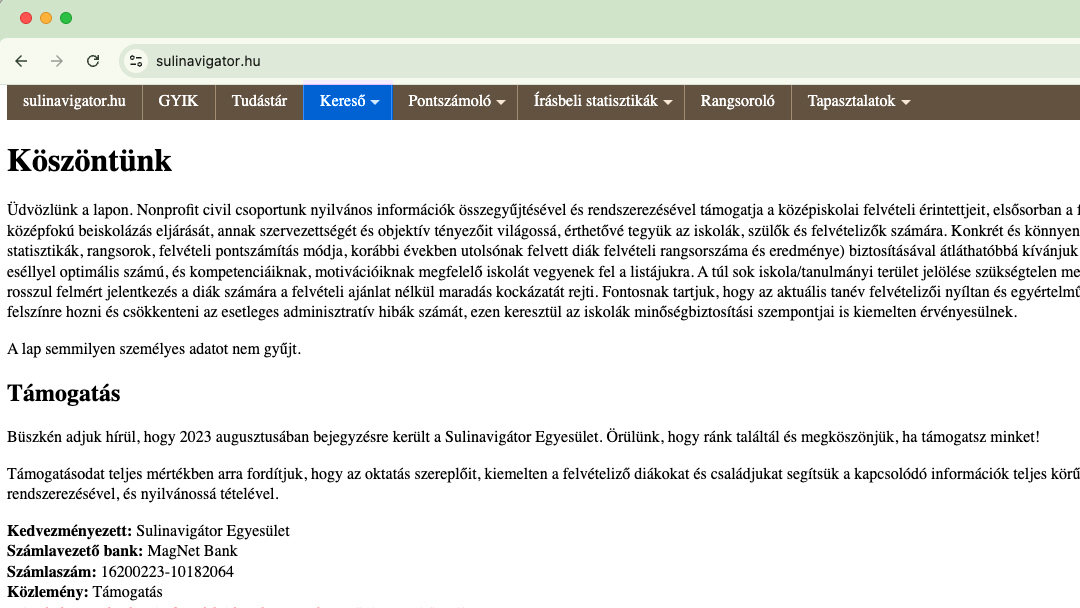 sulinavigator.hu
sulinavigator.hu GYIK Tudástár Kereső Pontszámoló Írásbeli statisztikák Rangsoroló Tapasztalatok
Köszöntünk
Üdvözlünk a lapon. Nonprofit civil csoportunk nyilvános információk összegyűjtésével és rendszerezésével támogatja a középiskolai felvételi érintettjeit, elsősorban a
középfokú beiskolázás eljárását, annak szervezettségét és objektív tényezőit világossá, érthetővé tegyük az iskolák, szülők és felvételizők számára. Konkrét és könnyen
statisztikák, rangsorok, felvételi pontszámítás módja, korábbi években utolsónak felvett diák felvételi rangsorszáma és eredménye) biztosításával átláthatóbbá kívánjuk
eséllyel optimális számú, és kompetenciáiknak, motivációiknak megfelelő iskolát vegyenek fel a listájukra. A túl sok iskola/tanulmányi terület jelölése szükségtelen me
rosszul felmért jelentkezés a diák számára a felvételi ajánlat nélkül maradás kockázatát rejti. Fontosnak tartjuk, hogy az aktuális tanév felvételizői nyíltan és egyértelmű
felszínre hozni és csökkenteni az esetleges adminisztratív hibák számát, ezen keresztül az iskolák minőségbiztosítási szempontjai is kiemelten érvényesülnek.
A lap semmilyen személyes adatot nem gyűjt.
Támogatás
Büszkén adjuk hírül, hogy 2023 augusztusában bejegyzésre került a Sulinavigátor Egyesület. Örülünk, hogy ránk találtál és megköszönjük, ha támogatsz minket!
Támogatásodat teljes mértékben arra fordítjuk, hogy az oktatás szereplőit, kiemelten a felvételiző diákokat és családjukat segítsük a kapcsolódó információk teljes körű
rendszerezésével, és nyilvánossá tételével.
Kedvezményezett: Sulinavigátor Egyesület
Számlavezető bank: MagNet Bank
Számlaszám: 16200223-10182064
Közlemény: Támogatás